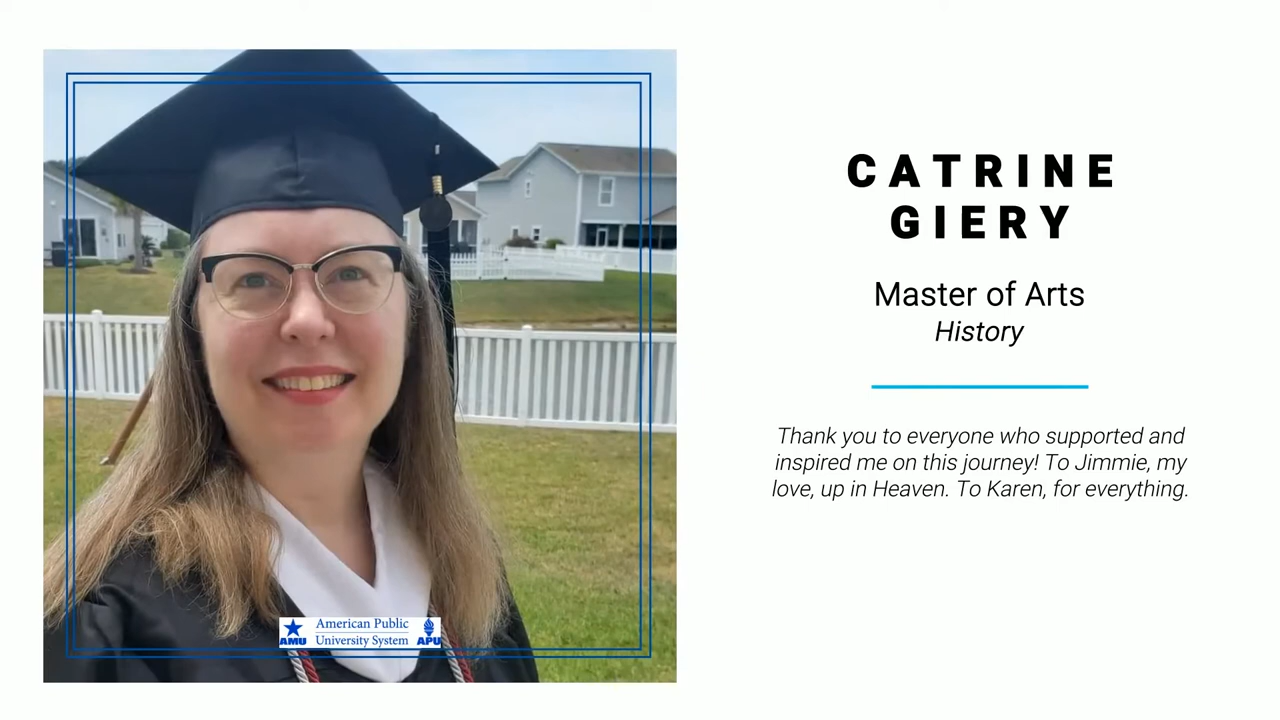 CATRINE
GIERY
Master of Arts
History
Thank you to everyone who supported and
inspired me on this journey! To Jimmie, my
love, up in Heaven. To Karen, for everything.
AMU
American Public
University System
APU